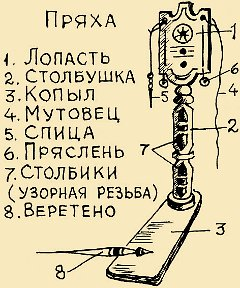 Пряха
1. Лопасть
2. Столбушка
3. Копыл
4. Мутовец
5. Спица
6. Пряслень
7. Столбики
(узорная резьба)
8. Веретено
1
6
5
4
2
7
3
8